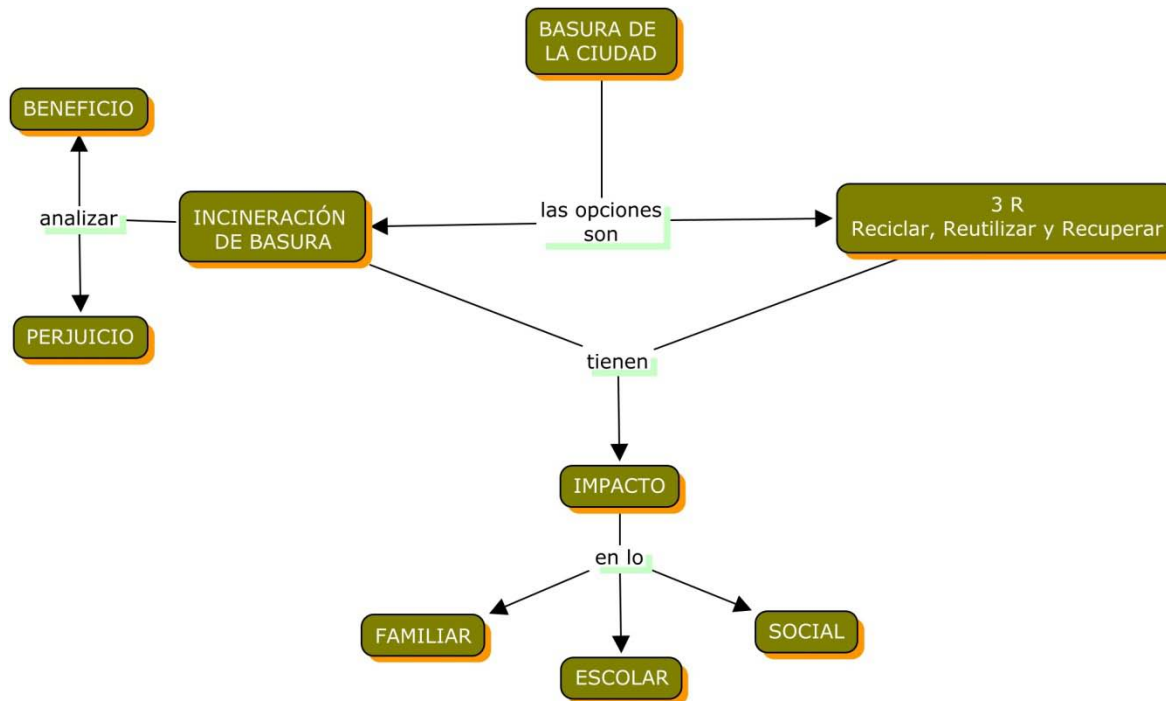 BASURA DE
LA CIUDAD
BENEFICIO
analizar
INCINERACIÓN
DE BASURA
las opciones
son
3 R
Reciclar, Reutilizar y Recuperar
PERJUICIO
tienen
IMPACTO
en lo
FAMILIAR
ESCOLAR
SOCIAL